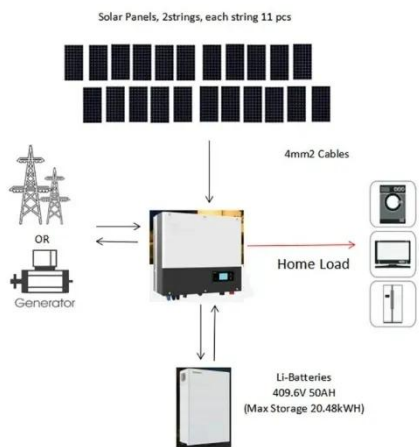 Solar Panels, 2strings, each string 11 pcs
4mm2 Cables
OR
Generator
Home Load
Li-Batteries
409.6V 50AH
(Max Storage 20.48kWH)